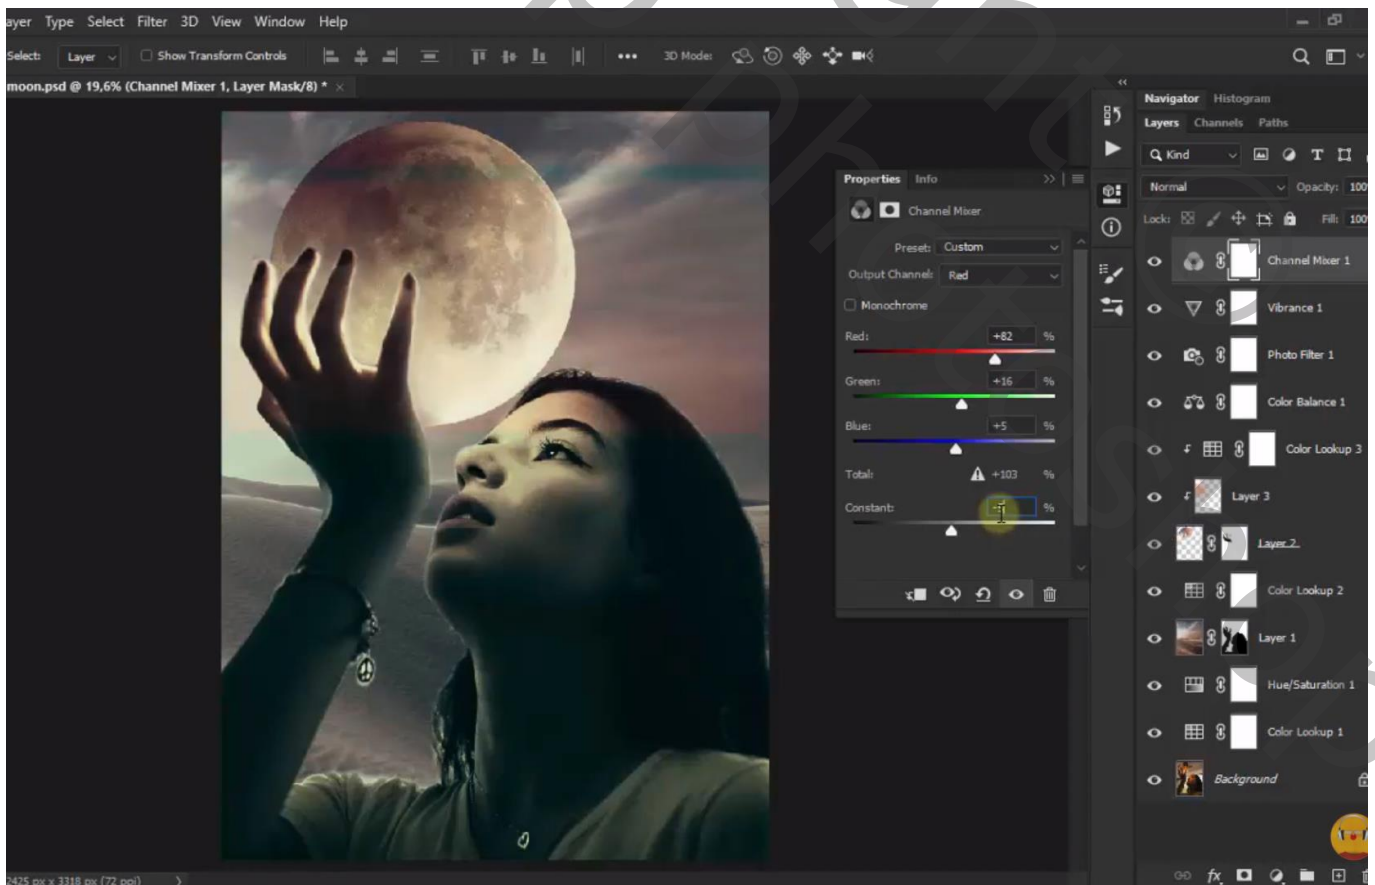 ayer Type Select Filter 3D View Window Help
Select: Layer Show Transform Controls 3D Mode:
moon.psd @ 19,6% (Channel Mixer 1, Layer Mask/8) * ×
Navigator Histogram
Layers Channels Paths
Kind
Normal Opacity: 100
Lock: Fill: 100
Properties Info
Channel Mixer
Preset: Custom
Output Channel: Red
Monochrome
Red: +82 %
Green: +16 %
Blue: +5 %
Total: +103 %
Constant: %
Channel Mixer 1
Vibrance 1
Photo Filter 1
Color Balance 1
Color Lookup 3
Layer 3
Layer 2
Color Lookup 2
Layer 1
Hue/Saturation 1
Color Lookup 1
Background
fx
2425 px x 3318 px (72 ppi)